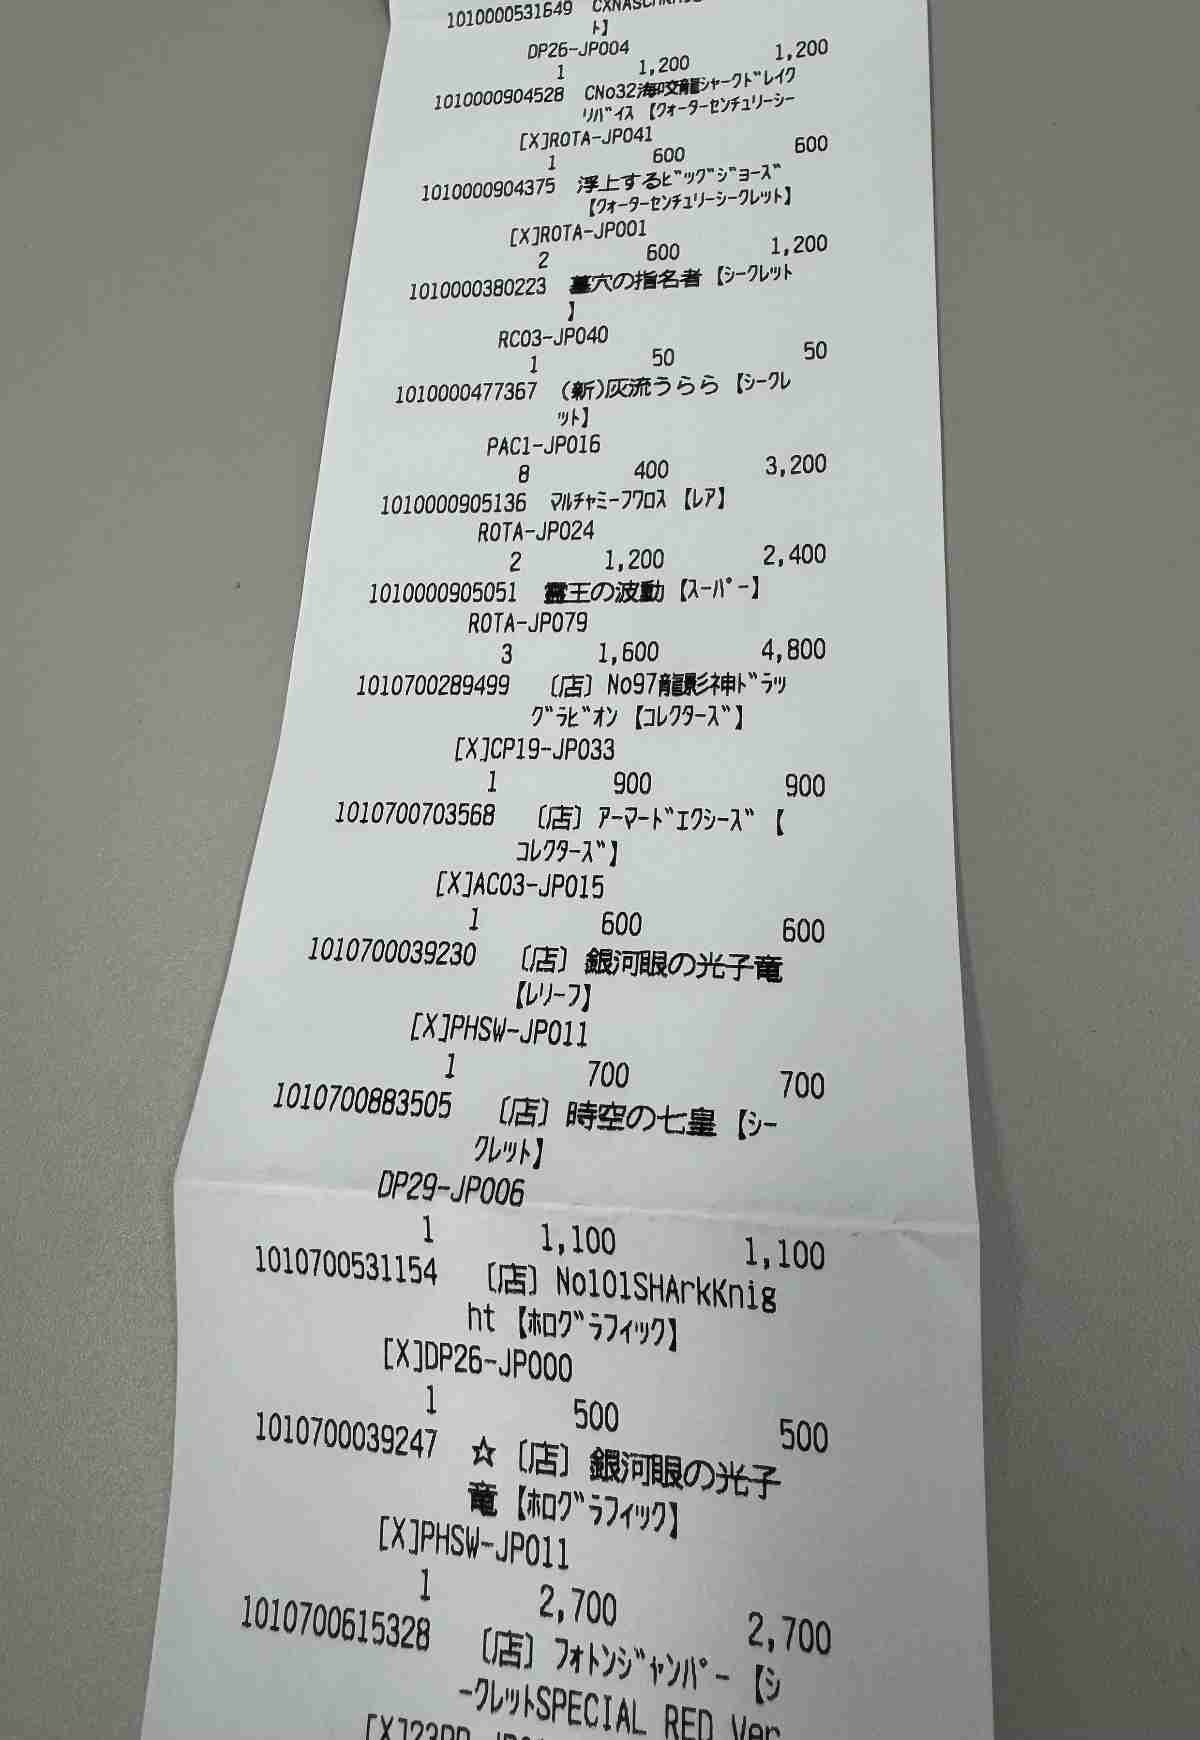 1010000531649
ﾄ】
DP26-JP004
1 1,200 1,200
1010000904528 CNo32海咬龍ｼｬｰｸﾄﾞﾚｲｸ
ﾘﾊﾞｲｽ 【ｸｫｰﾀｰｾﾝﾁｭﾘｰｼｰ
[X]ROTA-JP041
1 600 600
1010000904375 浮上するﾋﾞｯｸﾞｼﾞｮｰｽﾞ
【ｸｫｰﾀｰｾﾝﾁｭﾘｰｼｰｸﾚｯﾄ】
[X]ROTA-JP001
2 600 1,200
1010000380223 墓穴の指名者 【ｼｰｸﾚｯﾄ
】
RC03-JP040
1 50 50
1010000477367 (新)灰流うらら 【ｼｰｸﾚ
ｯﾄ】
PAC1-JP016
8 400 3,200
1010000905136 ﾏﾙﾁｬﾐｰﾌﾜﾛｽ 【ﾚｱ】
ROTA-JP024
2 1,200 2,400
1010000905051 霊王の波動 【ｽｰﾊﾟｰ】
ROTA-JP079
3 1,600 4,800
1010700289499 〔店〕 No97龍影神ﾄﾞﾗｯ
ｸﾞﾗﾋﾞｵﾝ 【ｺﾚｸﾀｰｽﾞ】
[X]CP19-JP033
1 900 900
1010700703568 〔店〕 ｱｰﾏｰﾄﾞｴｸｼｰｽﾞ 【
ｺﾚｸﾀｰｽﾞ】
[X]AC03-JP015
1 600 600
1010700039230 〔店〕 銀河眼の光子竜
【ﾚﾘｰﾌ】
[X]PHSW-JP011
1 700 700
1010700883505 〔店〕 時空の七皇 【ｼｰ
ｸﾚｯﾄ】
DP29-JP006
1 1,100 1,100
1010700531154 〔店〕 No101SHArkKnig
ht 【ﾎﾛｸﾞﾗﾌｨｯｸ】
[X]DP26-JP000
1 500 500
1010700039247 ☆ 〔店〕 銀河眼の光子
竜 【ﾎﾛｸﾞﾗﾌｨｯｸ】
[X]PHSW-JP011
1 2,700 2,700
1010700615328 〔店〕 ﾌｫﾄﾝｼﾞｬﾝﾊﾟｰ 【ｼ
ｰｸﾚｯﾄSPECIAL RED Ver